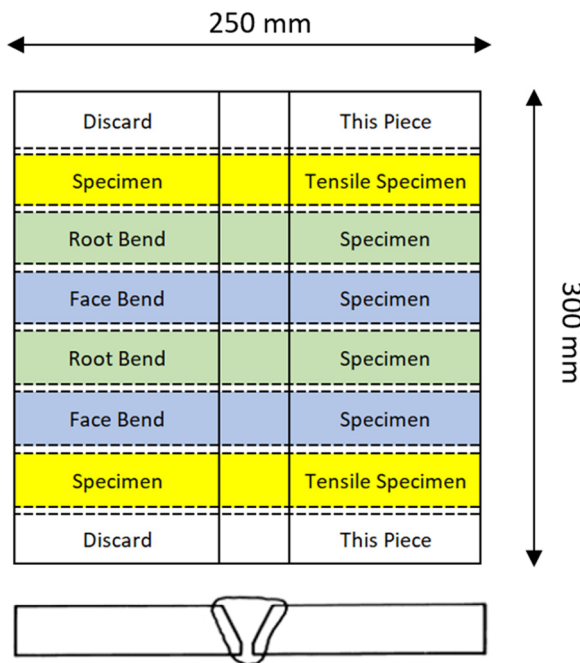 250 mm
Discard This Piece
Specimen Tensile Specimen
Root Bend Specimen
Face Bend Specimen
Root Bend Specimen
Face Bend Specimen
Specimen Tensile Specimen
Discard This Piece
300 mm